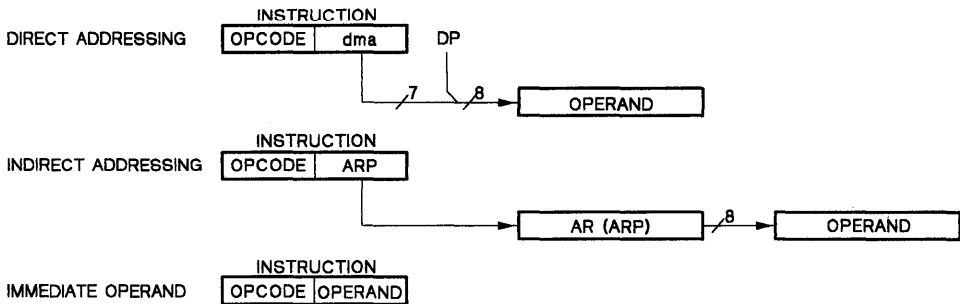 INSTRUCTION
DIRECT ADDRESSING OPCODE dma DP
7 8 OPERAND
INSTRUCTION
INDIRECT ADDRESSING OPCODE ARP
AR (ARP) 8 OPERAND
INSTRUCTION
IMMEDIATE OPERAND OPCODE OPERAND